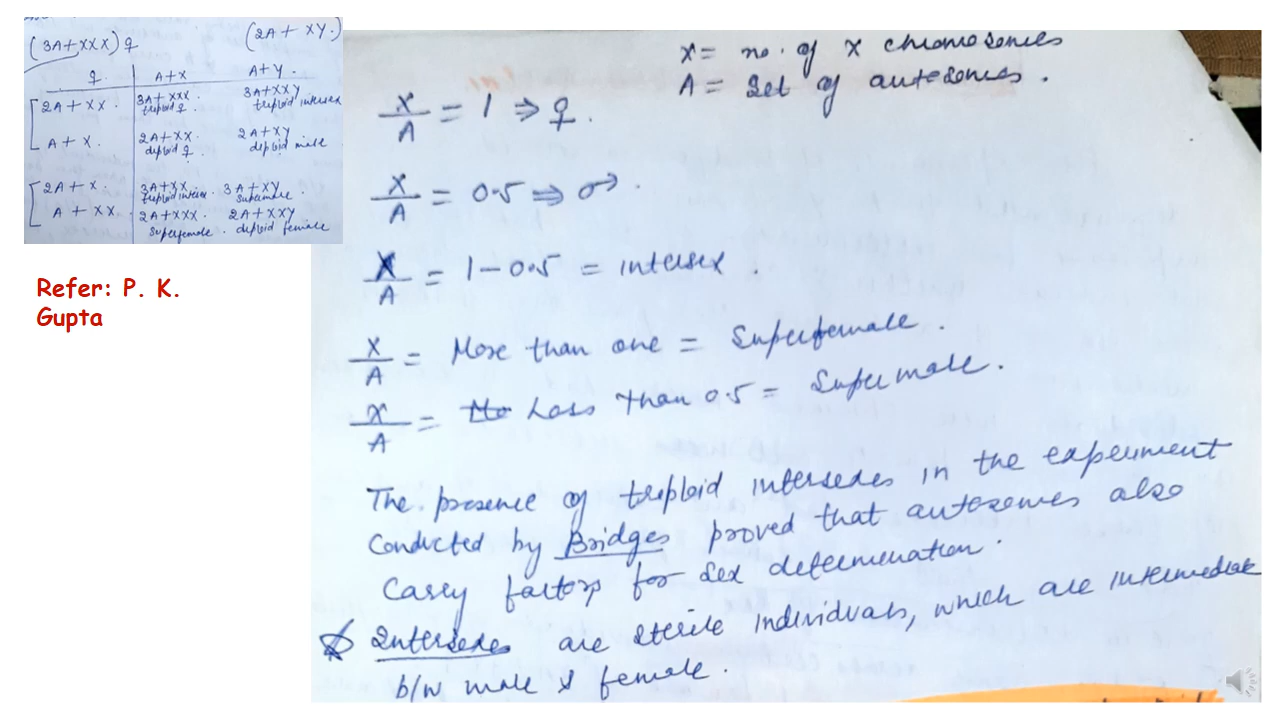 (3A+XXX)♀ (2A + XY.)
♀ A+X A+Y.
2A + XX. 3A+XXX. 3A+XXY
triploid ♀. triploid intersex
A + X. 2A+XX. 2A+XY
deploid ♀. deploid male
2A + X. 3A+XX. 3A+XY
triploid intersex. supermale.
A + XX. 2A+XXX. 2A+XXY
superfemale. deploid female
Refer: P. K.
Gupta
X = no. of X chromosomes
A = Set of autosomes.
X/A = 1 ⇒ ♀.
X/A = 0.5 ⇒ ♂
X/A = 1 - 0.5 = intersex.
X/A = More than one = Superfemale.
X/A = Less than 0.5 = Supermale.
The presence of triploid intersexes in the experiment
conducted by Bridges proved that autosomes also
Carry factors for sex determination.
Intersexes are sterile individuals, which are intermediate
b/w male & female.